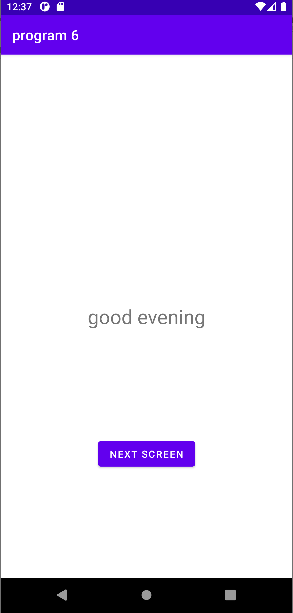 12:37
program 6
good evening
NEXT SCREEN